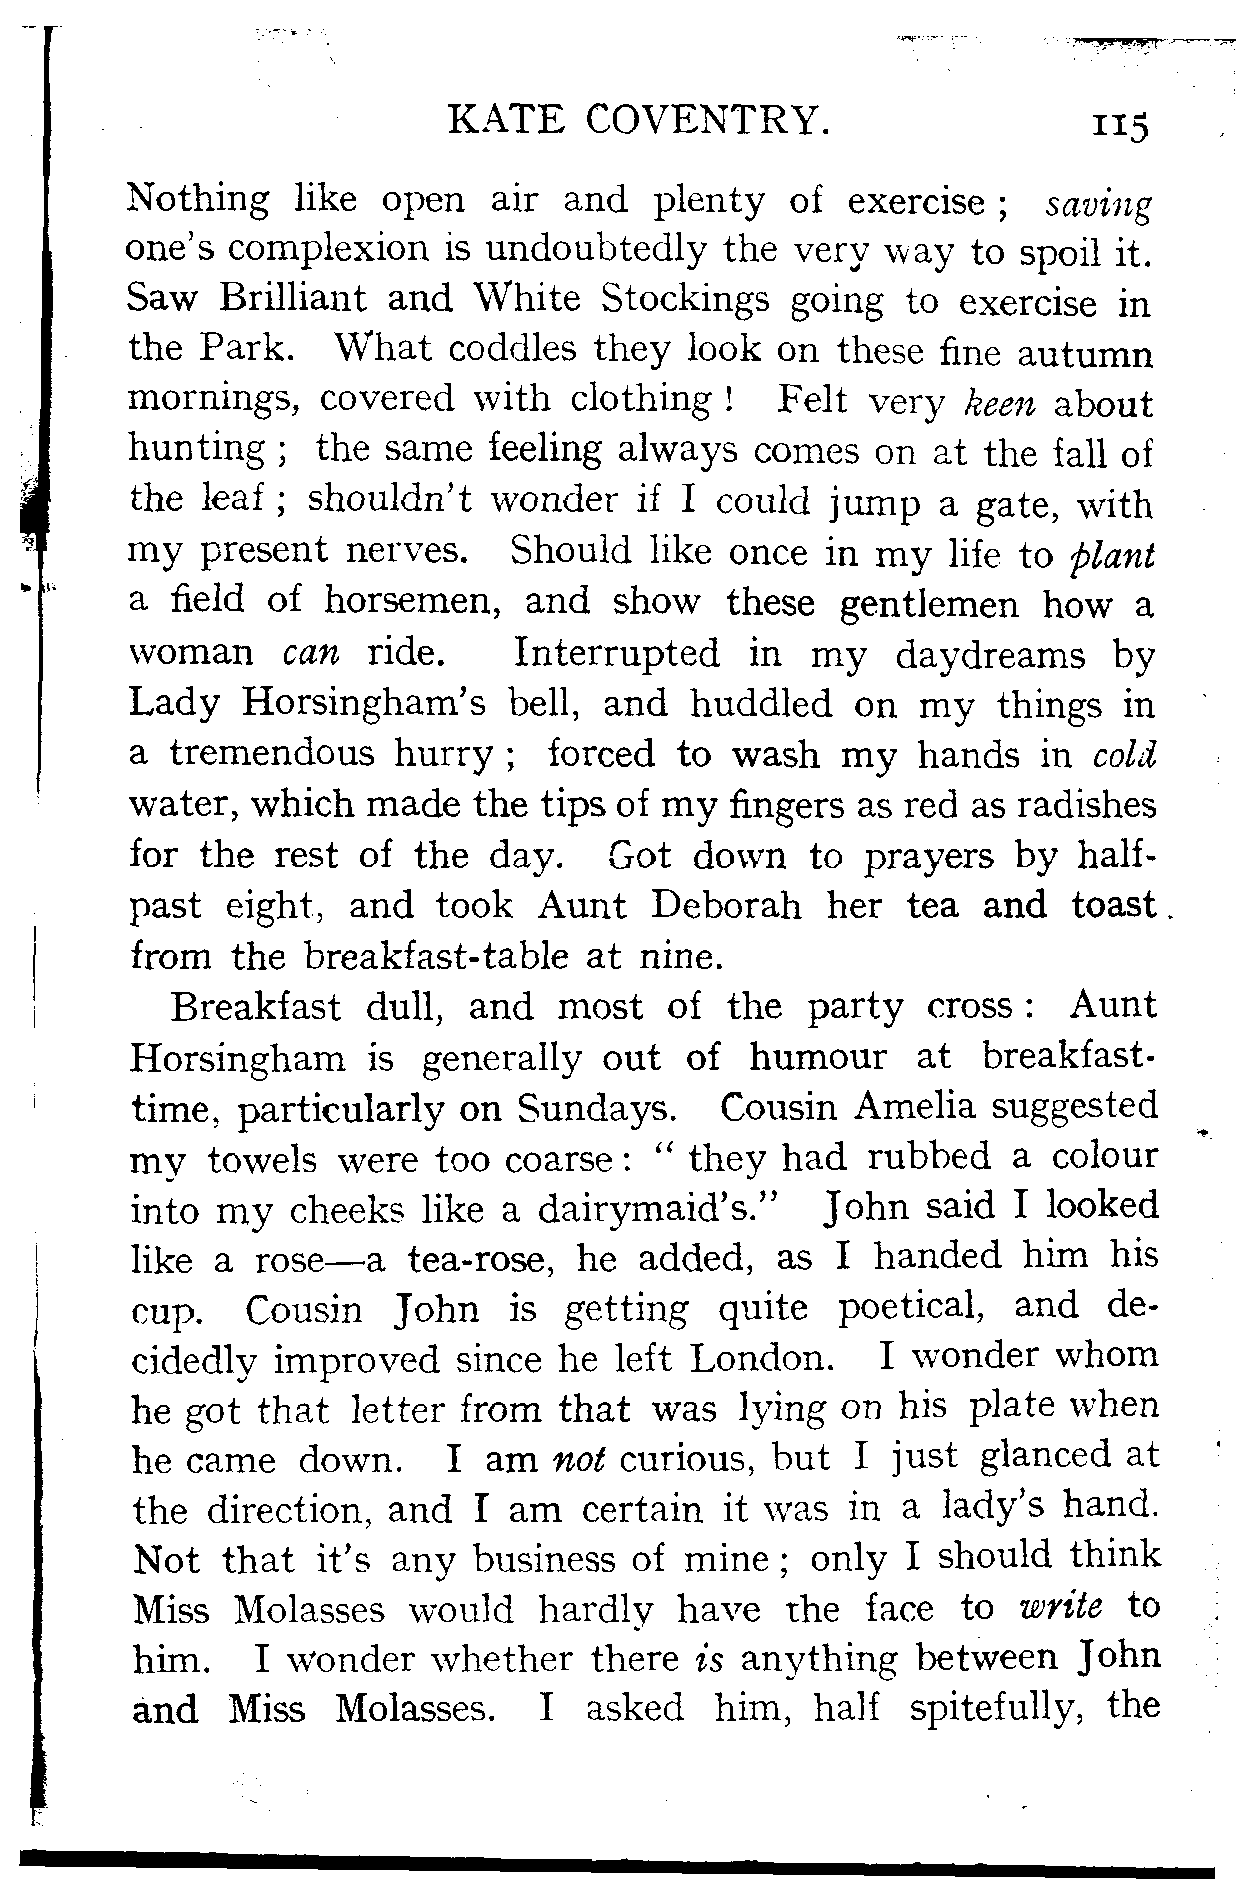 KATE COVENTRY. 115
Nothing like open air and plenty of exercise ; saving
one's complexion is undoubtedly the very way to spoil it.
Saw Brilliant and White Stockings going to exercise in
the Park. What coddles they look on these fine autumn
mornings, covered with clothing ! Felt very keen about
hunting ; the same feeling always comes on at the fall of
the leaf ; shouldn't wonder if I could jump a gate, with
my present nerves. Should like once in my life to plant
a field of horsemen, and show these gentlemen how a
woman can ride. Interrupted in my daydreams by
Lady Horsingham's bell, and huddled on my things in
a tremendous hurry ; forced to wash my hands in cold
water, which made the tips of my fingers as red as radishes
for the rest of the day. Got down to prayers by half-
past eight, and took Aunt Deborah her tea and toast.
from the breakfast-table at nine.
Breakfast dull, and most of the party cross : Aunt
Horsingham is generally out of humour at breakfast-
time, particularly on Sundays. Cousin Amelia suggested
my towels were too coarse : " they had rubbed a colour
into my cheeks like a dairymaid's." John said I looked
like a rose—a tea-rose, he added, as I handed him his
cup. Cousin John is getting quite poetical, and de-
cidedly improved since he left London. I wonder whom
he got that letter from that was lying on his plate when
he came down. I am not curious, but I just glanced at
the direction, and I am certain it was in a lady's hand.
Not that it's any business of mine ; only I should think
Miss Molasses would hardly have the face to write to
him. I wonder whether there is anything between John
and Miss Molasses. I asked him, half spitefully, the